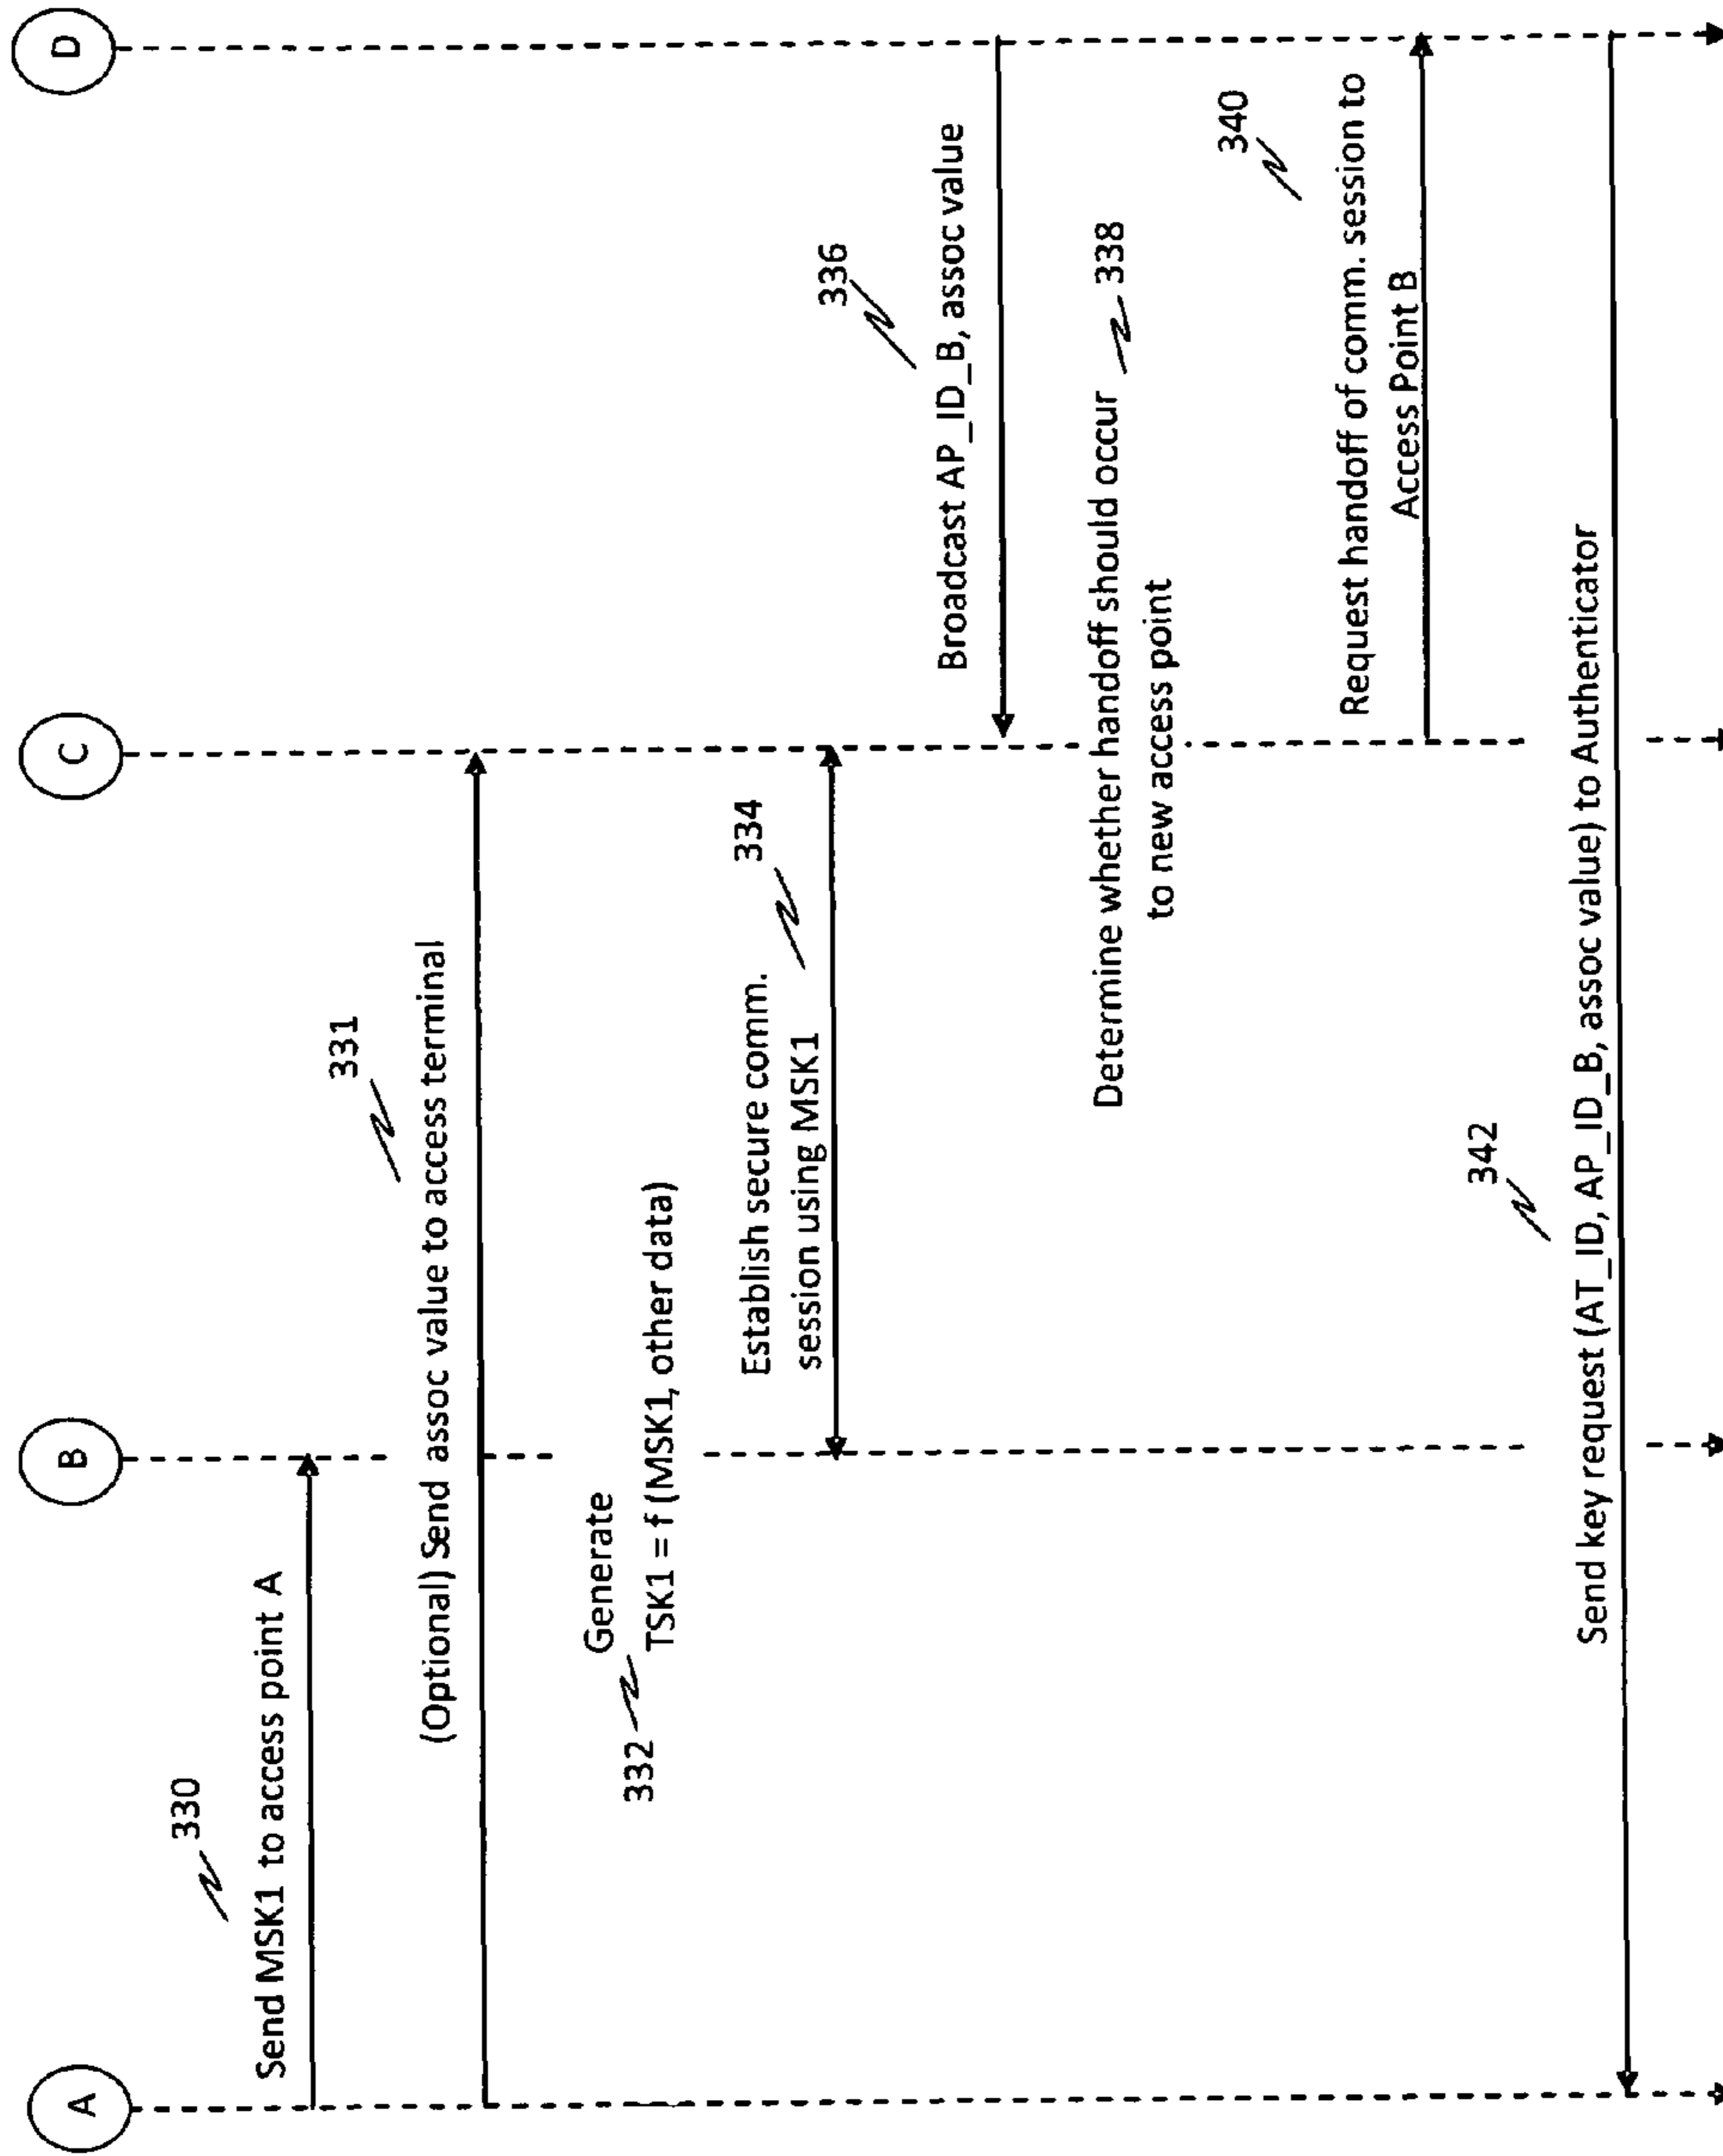 A
B
C
D
330
Send MSK1 to access point A
331
(Optional) Send assoc value to access terminal
Generate
332
TSK1 = f (MSK1, other data)
334
Establish secure comm.
session using MSK1
336
Broadcast AP_ID_B, assoc value
Determine whether handoff should occur
338
to new access point
340
Request handoff of comm. session to
Access Point B
342
Send key request (AT_ID, AP_ID_B, assoc value) to Authenticator